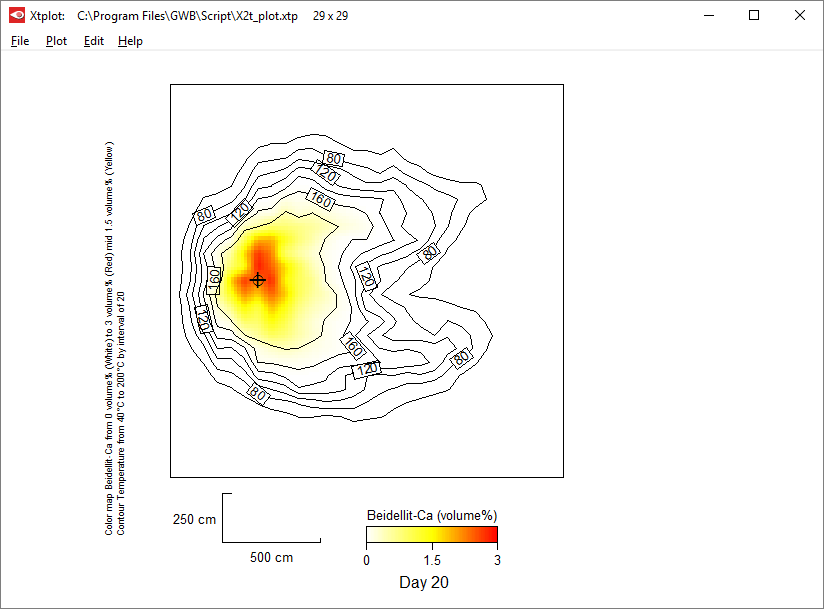 Xtplot: C:\Program Files\GWB\Script\X2t_plot.xtp 29 x 29
File Plot Edit Help
Color map Beidellit-Ca from 0 volume% (White) to 3 volume% (Red) mid 1.5 volume% (Yellow)
Contour Temperature from 40°C to 200°C by interval of 20
80
120
160
80
120
80
160
120
120
160
120
80
80
250 cm
500 cm
Beidellit-Ca (volume%)
0 1.5 3
Day 20